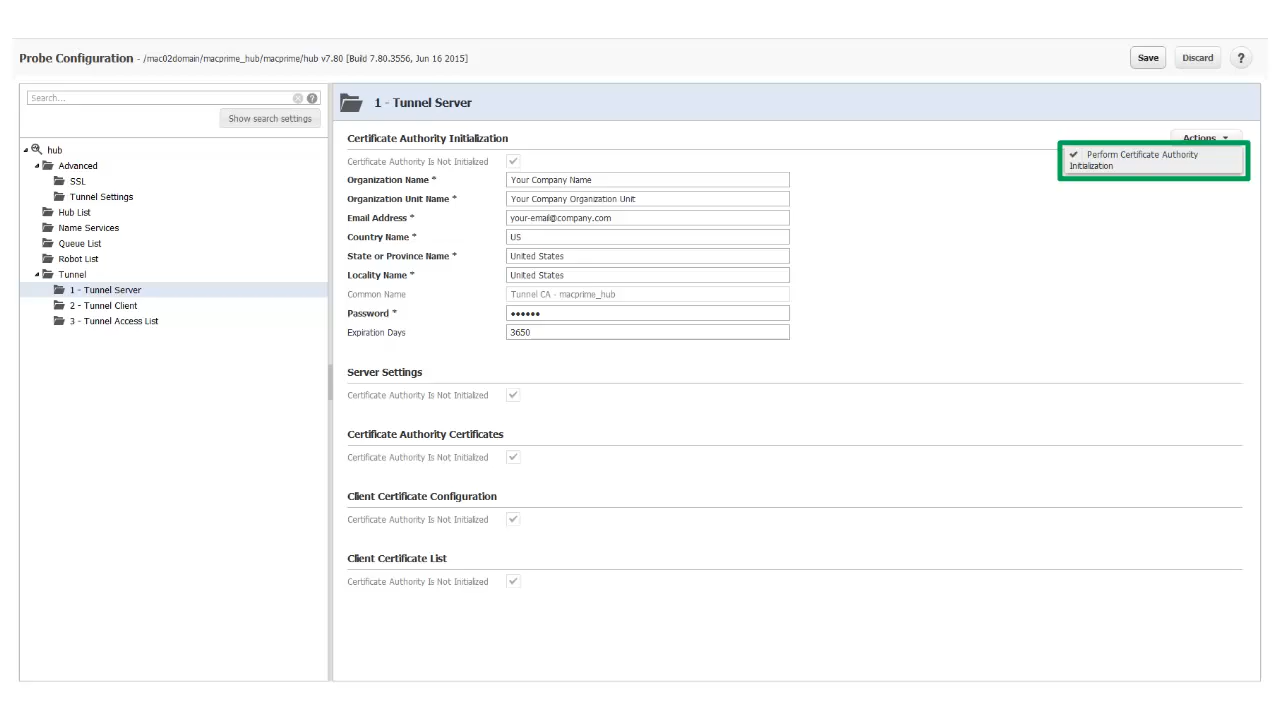 Probe Configuration - /mac02domain/macprime_hub/macprime/hub v7.80 [Build 7.80.3556, Jun 16 2015]
Save
Discard
?
Search...
?
Show search settings
hub
Advanced
SSL
Tunnel Settings
Hub List
Name Services
Queue List
Robot List
Tunnel
1 - Tunnel Server
2 - Tunnel Client
3 - Tunnel Access List
1 - Tunnel Server
Certificate Authority Initialization
Actions
Perform Certificate Authority
Initialization
Certificate Authority Is Not Initialized
Organization Name * Your Company Name
Organization Unit Name * Your Company Organization Unit
Email Address * your-email@company.com
Country Name * US
State or Province Name * United States
Locality Name * United States
Common Name Tunnel CA - macprime_hub
Password * ••••••
Expiration Days 3650
Server Settings
Certificate Authority Is Not Initialized
Certificate Authority Certificates
Certificate Authority Is Not Initialized
Client Certificate Configuration
Certificate Authority Is Not Initialized
Client Certificate List
Certificate Authority Is Not Initialized